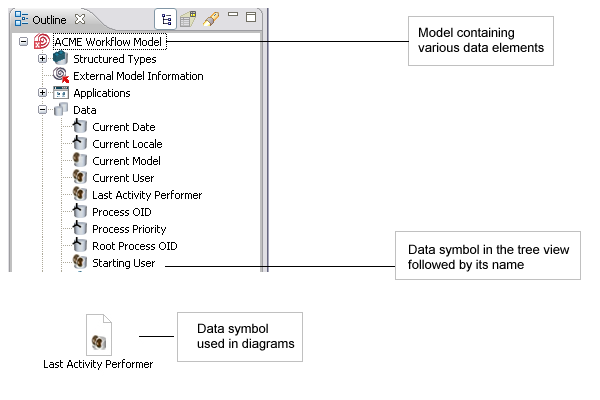 Outline
ACME Workflow Model
Model containing
various data elements
Structured Types
External Model Information
Applications
Data
Current Date
Current Locale
Current Model
Current User
Last Activity Performer
Process OID
Process Priority
Root Process OID
Starting User
Data symbol in the tree view
followed by its name
Data symbol
used in diagrams
Last Activity Performer